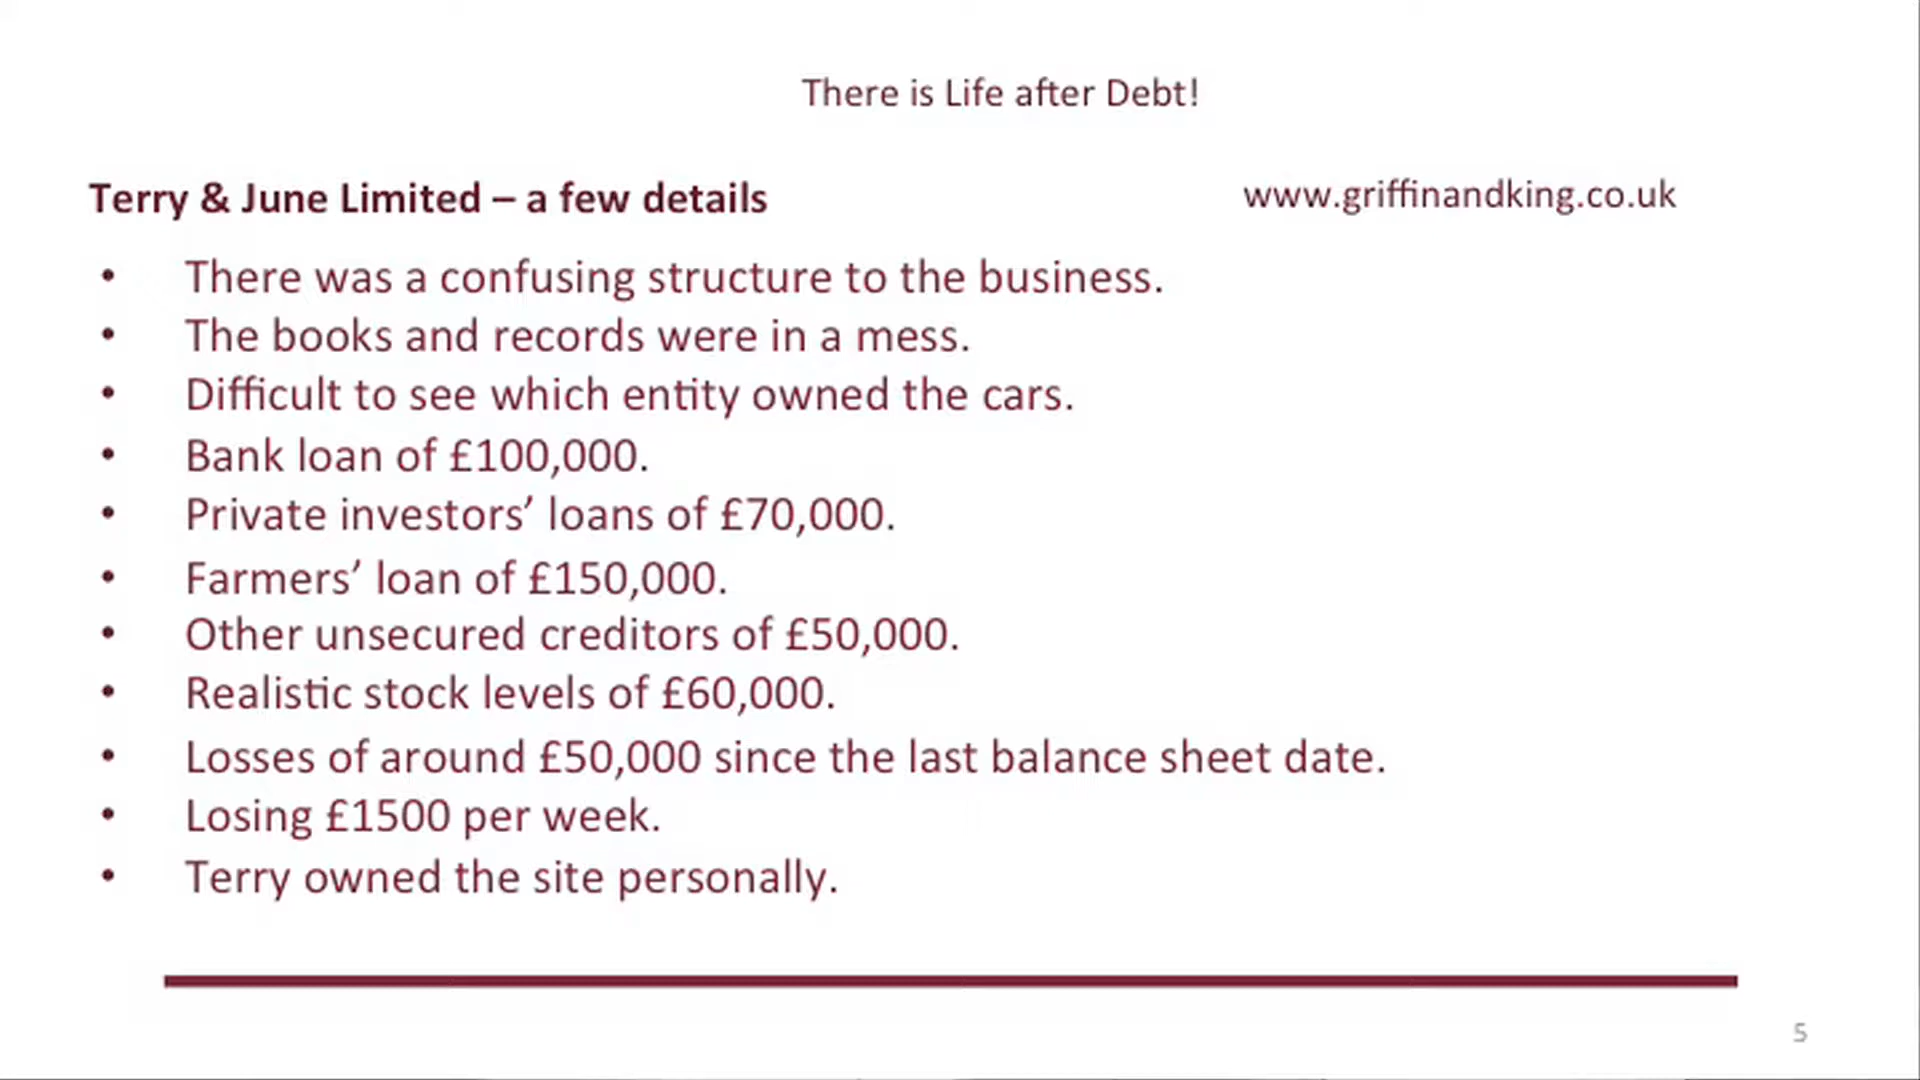 There is Life after Debt!
Terry & June Limited – a few details
www.griffinandking.co.uk
• There was a confusing structure to the business.
• The books and records were in a mess.
• Difficult to see which entity owned the cars.
• Bank loan of £100,000.
• Private investors’ loans of £70,000.
• Farmers’ loan of £150,000.
• Other unsecured creditors of £50,000.
• Realistic stock levels of £60,000.
• Losses of around £50,000 since the last balance sheet date.
• Losing £1500 per week.
• Terry owned the site personally.
5